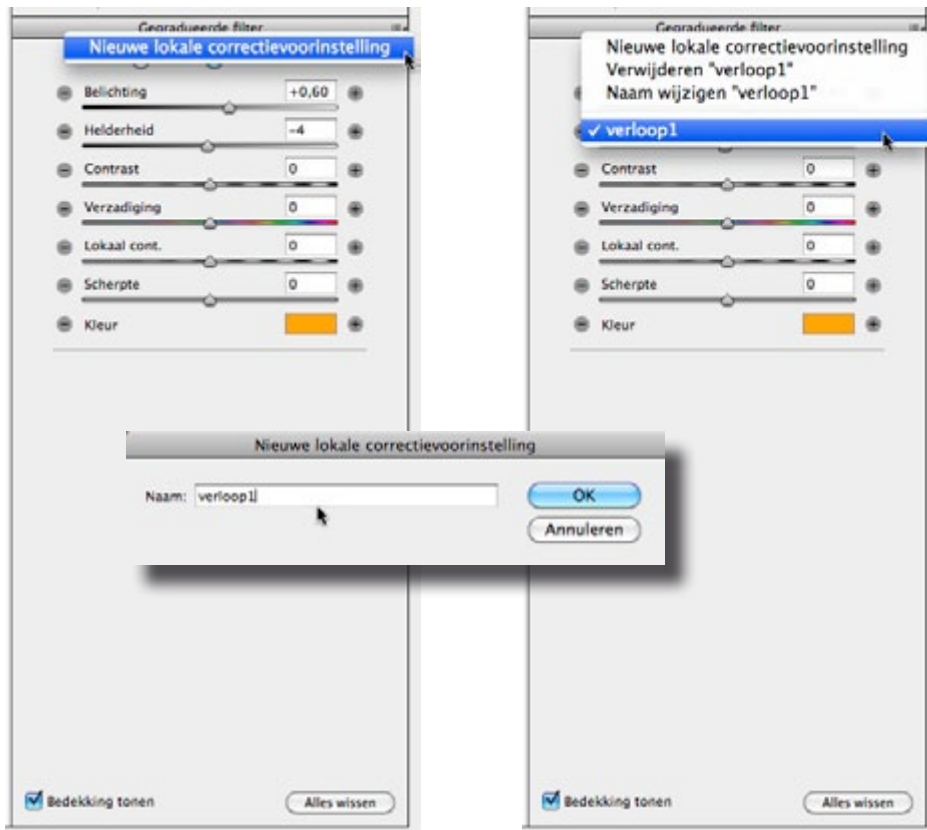 Gegradueerde filter
Nieuwe lokale correctievoorinstelling
Belichting +0,60
Helderheid -4
Contrast 0
Verzadiging 0
Lokaal cont. 0
Scherpte 0
Kleur
Bedekking tonen
Alles wissen
Nieuwe lokale correctievoorinstelling
Naam: verloop1
OK
Annuleren
Gegradueerde filter
Nieuwe lokale correctievoorinstelling
Verwijderen "verloop1"
Naam wijzigen "verloop1"
✓ verloop1
Contrast 0
Verzadiging 0
Lokaal cont. 0
Scherpte 0
Kleur
Bedekking tonen
Alles wissen